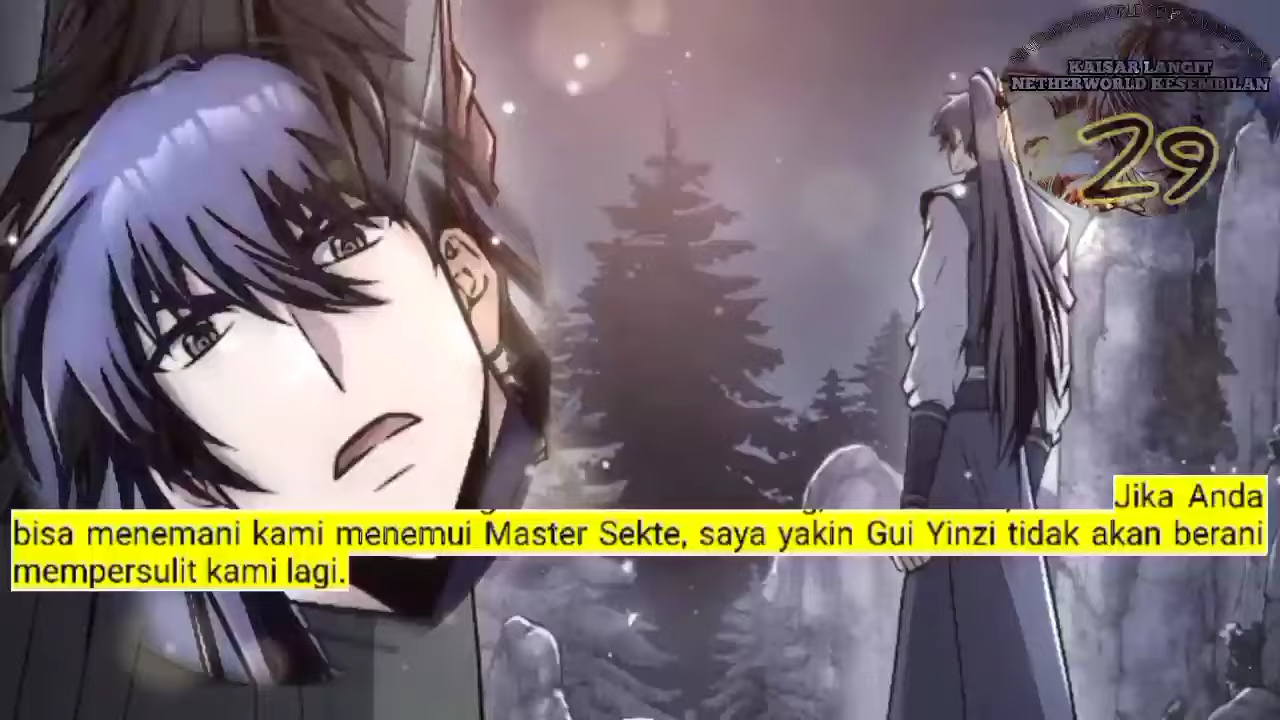 KAISAR LANGIT
NETHERWORLD KESEMBILAN
29
Jika Anda
bisa menemani kami menemui Master Sekte, saya yakin Gui Yinzi tidak akan berani
mempersulit kami lagi.